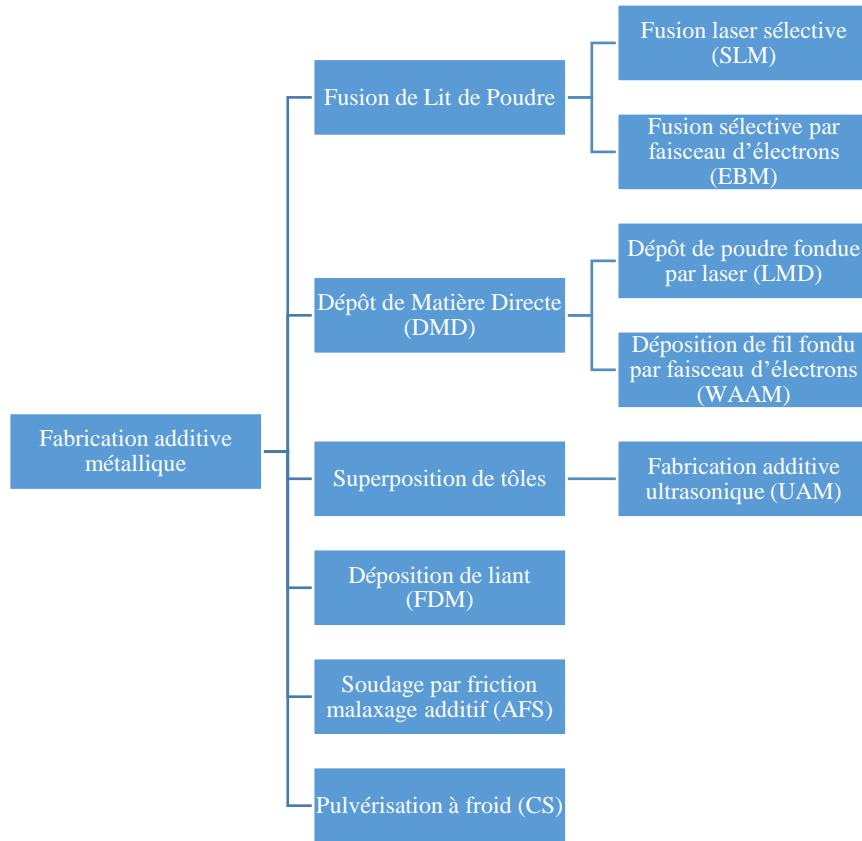 Fabrication additive
métallique
Fusion de Lit de Poudre
Fusion laser sélective
(SLM)
Fusion sélective par
faisceau d'électrons
(EBM)
Dépôt de Matière Directe
(DMD)
Dépôt de poudre fondue
par laser (LMD)
Déposition de fil fondu
par faisceau d'électrons
(WAAM)
Superposition de tôles
Fabrication additive
ultrasonique (UAM)
Déposition de liant
(FDM)
Soudage par friction
malaxage additif (AFS)
Pulvérisation à froid (CS)